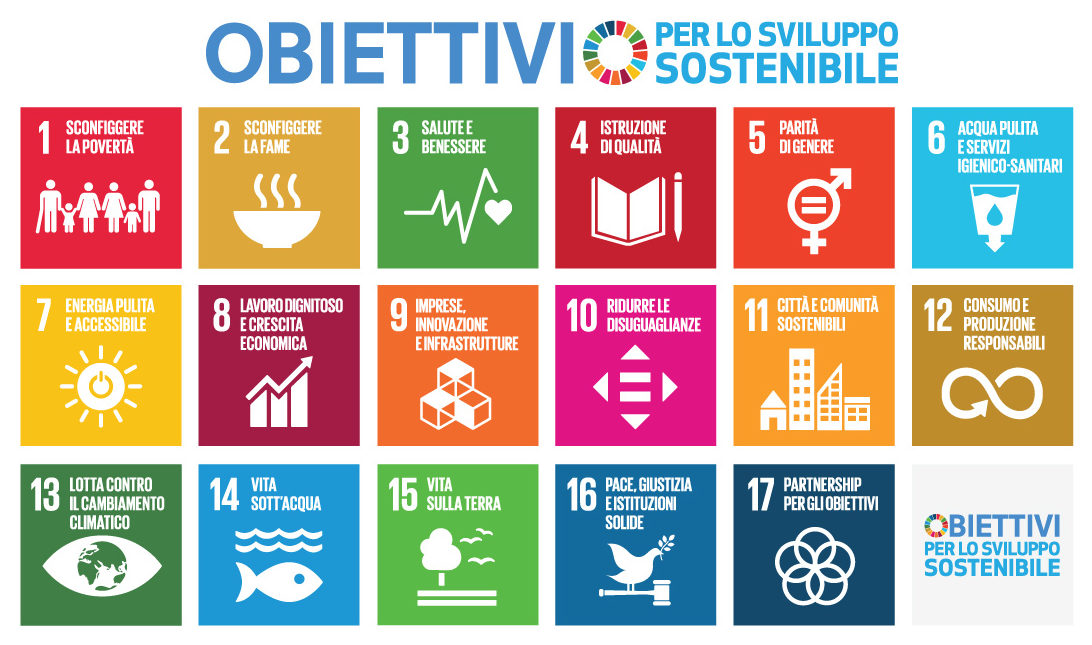 OBIETTIVI PER LO SVILUPPO
SOSTENIBILE
1 SCONFIGGERE
LA POVERTÀ
2 SCONFIGGERE
LA FAME
3 SALUTE E
BENESSERE
4 ISTRUZIONE
DI QUALITÀ
5 PARITÀ
DI GENERE
6 ACQUA PULITA
E SERVIZI
IGIENICO-SANITARI
7 ENERGIA PULITA
E ACCESSIBILE
8 LAVORO DIGNITOSO
E CRESCITA
ECONOMICA
9 IMPRESE,
INNOVAZIONE
E INFRASTRUTTURE
10 RIDURRE LE
DISUGUAGLIANZE
11 CITTÀ E COMUNITÀ
SOSTENIBILI
12 CONSUMO E
PRODUZIONE
RESPONSABILI
13 LOTTA CONTRO
IL CAMBIAMENTO
CLIMATICO
14 VITA
SOTT'ACQUA
15 VITA
SULLA TERRA
16 PACE, GIUSTIZIA
E ISTITUZIONI
SOLIDE
17 PARTNERSHIP
PER GLI OBIETTIVI
OBIETTIVI
PER LO SVILUPPO
SOSTENIBILE